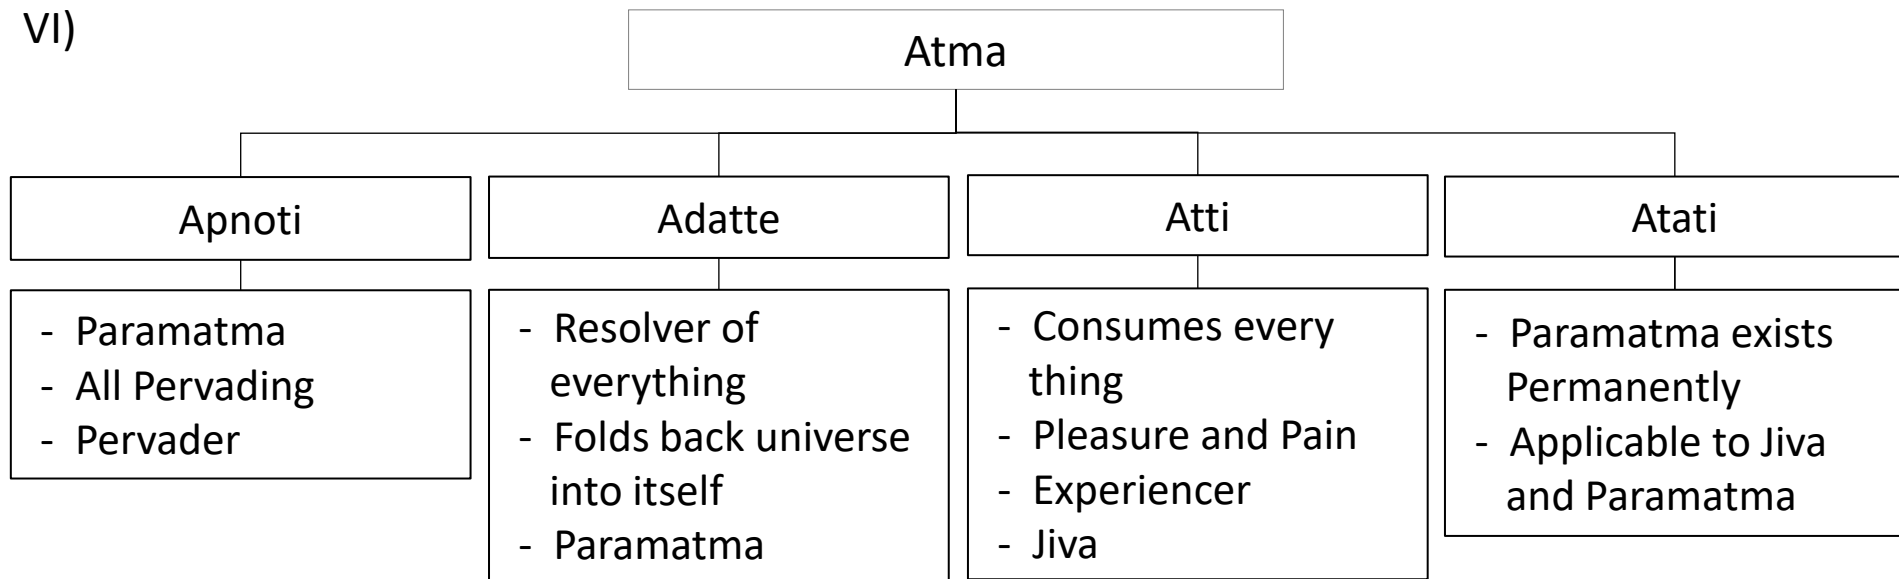 VI)
Atma
Apnoti
- Paramatma
- All Pervading
- Pervader
Adatte
- Resolver of
everything
- Folds back universe
into itself
- Paramatma
Atti
- Consumes every
thing
- Pleasure and Pain
- Experiencer
- Jiva
Atati
- Paramatma exists
Permanently
- Applicable to Jiva
and Paramatma